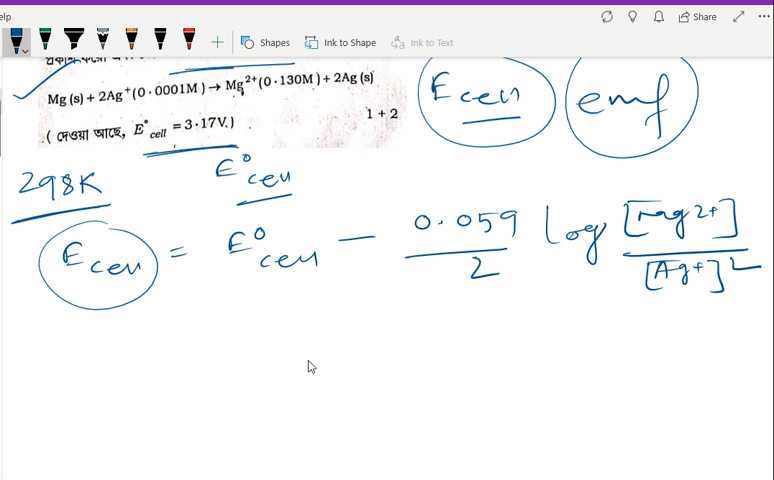 elp
Share
Shapes
Ink to Shape
Ink to Text
Mg (s) + 2Ag⁺(0·0001M) → Mg²⁺(0·130M) + 2Ag (s)
( দেওয়া আছে, E°cell = 3·17V.)
1 + 2
Ecell
emf
298K
E°cell
Ecell = E°cell − 0.059/2 log [Mg2+]/[Ag+]²